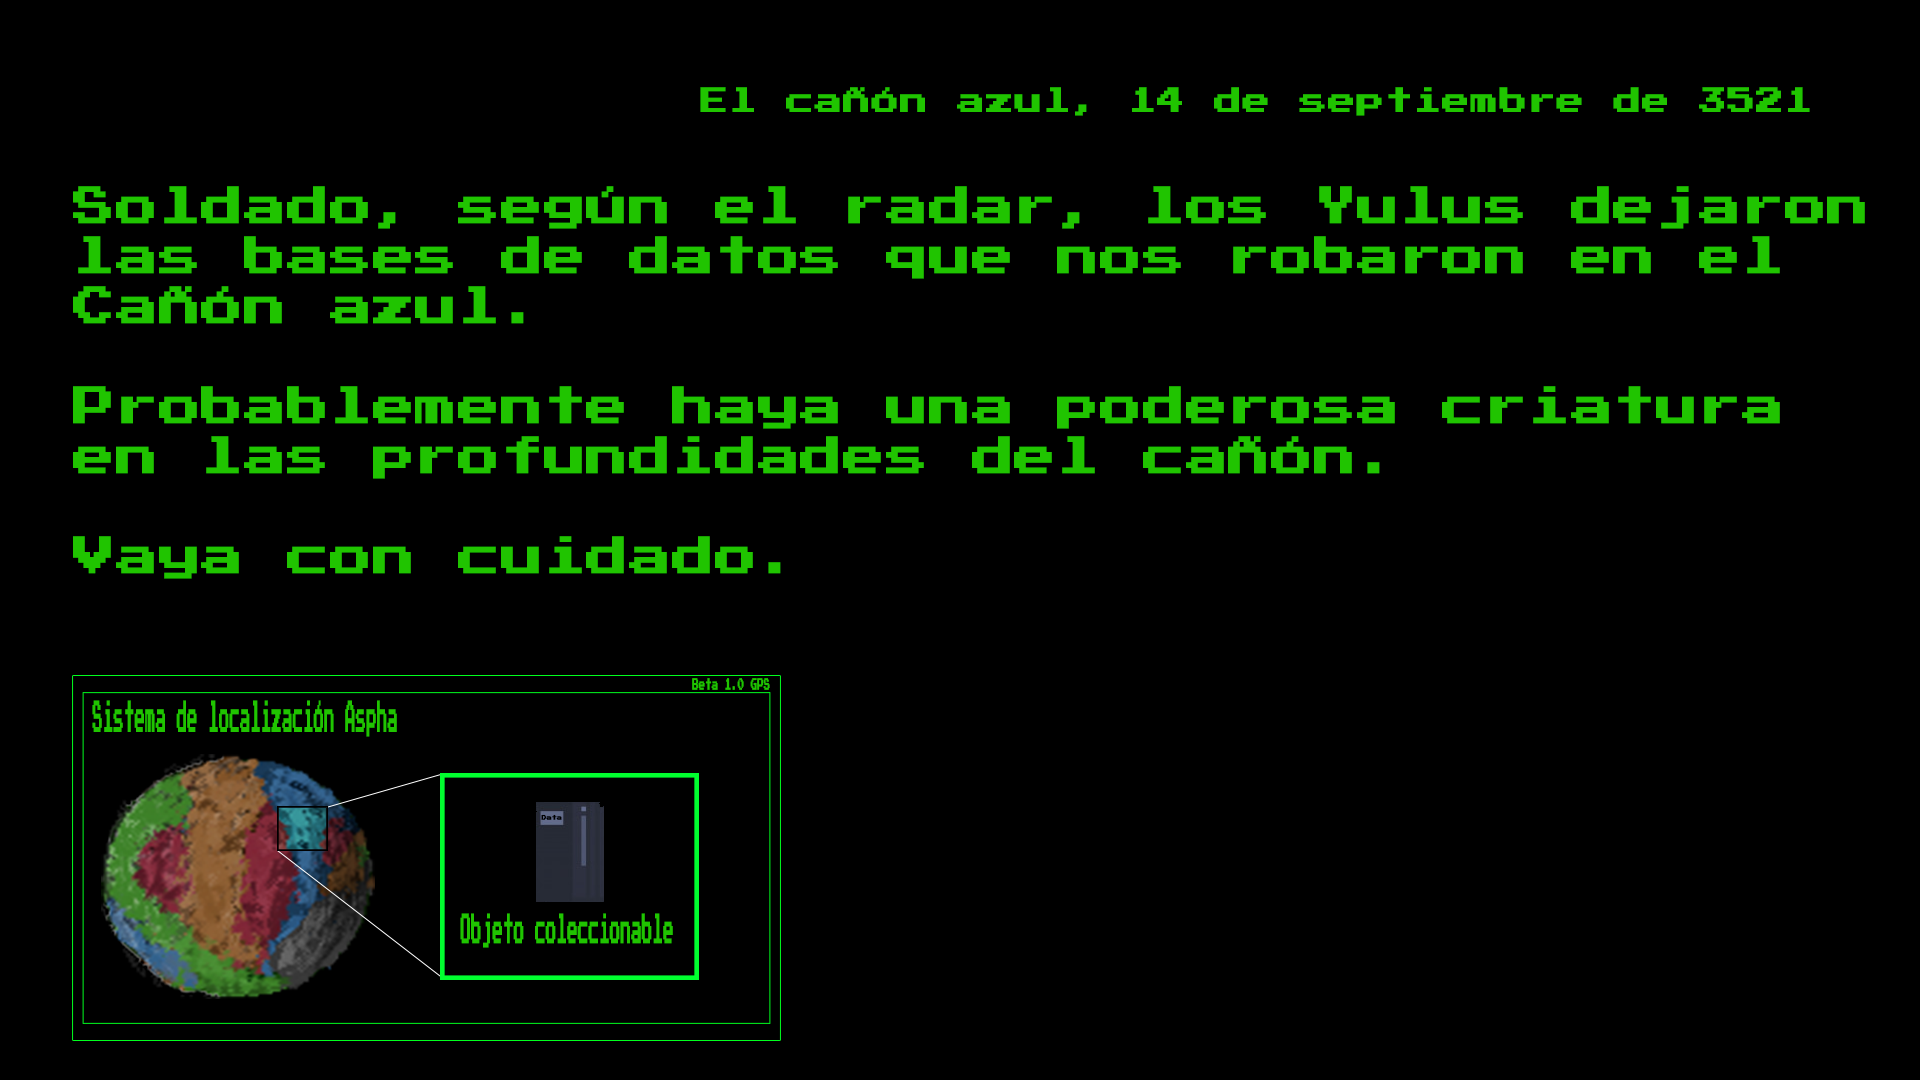 El cañón azul, 14 de septiembre de 3521
Soldado, según el radar, los Yulus dejaron
las bases de datos que nos robaron en el
Cañón azul.
Probablemente haya una poderosa criatura
en las profundidades del cañón.
Vaya con cuidado.
Beta 1.0 GPS
Sistema de localización Aspha
Data
Objeto coleccionable